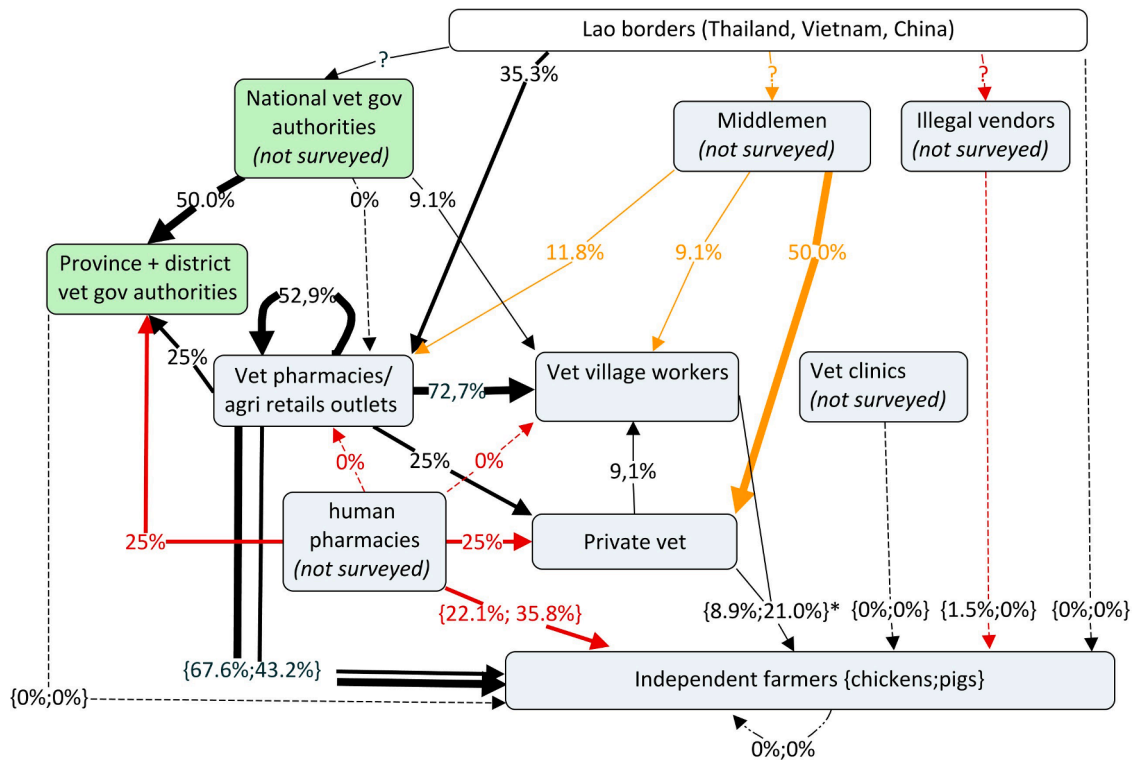 Lao borders (Thailand, Vietnam, China)
?
35.3%
?
?
National vet gov
authorities
(not surveyed)
Middlemen
(not surveyed)
Illegal vendors
(not surveyed)
50.0%
0%
9.1%
11.8%
9.1%
50.0%
Province + district
vet gov authorities
52,9%
25%
Vet pharmacies/
agri retails outlets
72,7%
Vet village workers
Vet clinics
(not surveyed)
0%
25%
0%
9,1%
human
pharmacies
(not surveyed)
25%
25%
Private vet
{22.1%; 35.8%}
{8.9%;21.0%}*
{0%;0%}
{1.5%;0%}
{0%;0%}
{67.6%;43.2%}
Independent farmers {chickens;pigs}
{0%;0%}
0%;0%